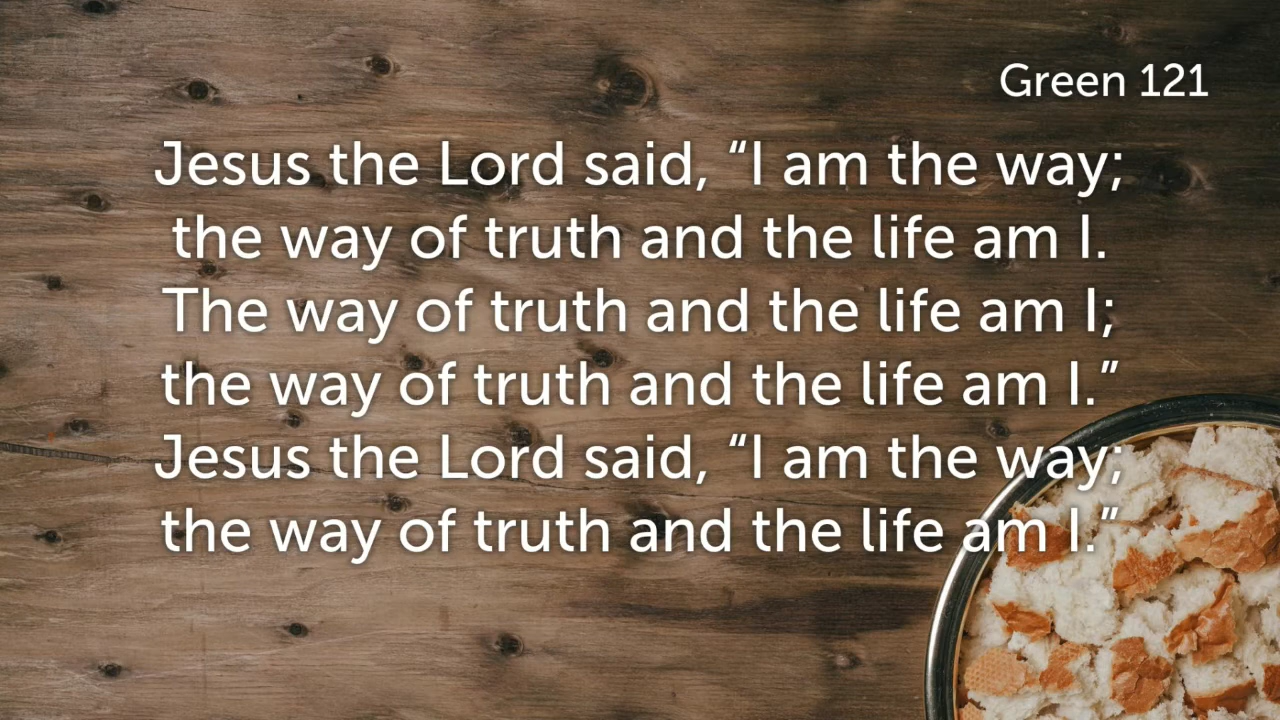 Green 121
Jesus the Lord said, “I am the way;
the way of truth and the life am I.
The way of truth and the life am I;
the way of truth and the life am I.”
Jesus the Lord said, “I am the way;
the way of truth and the life am I.”